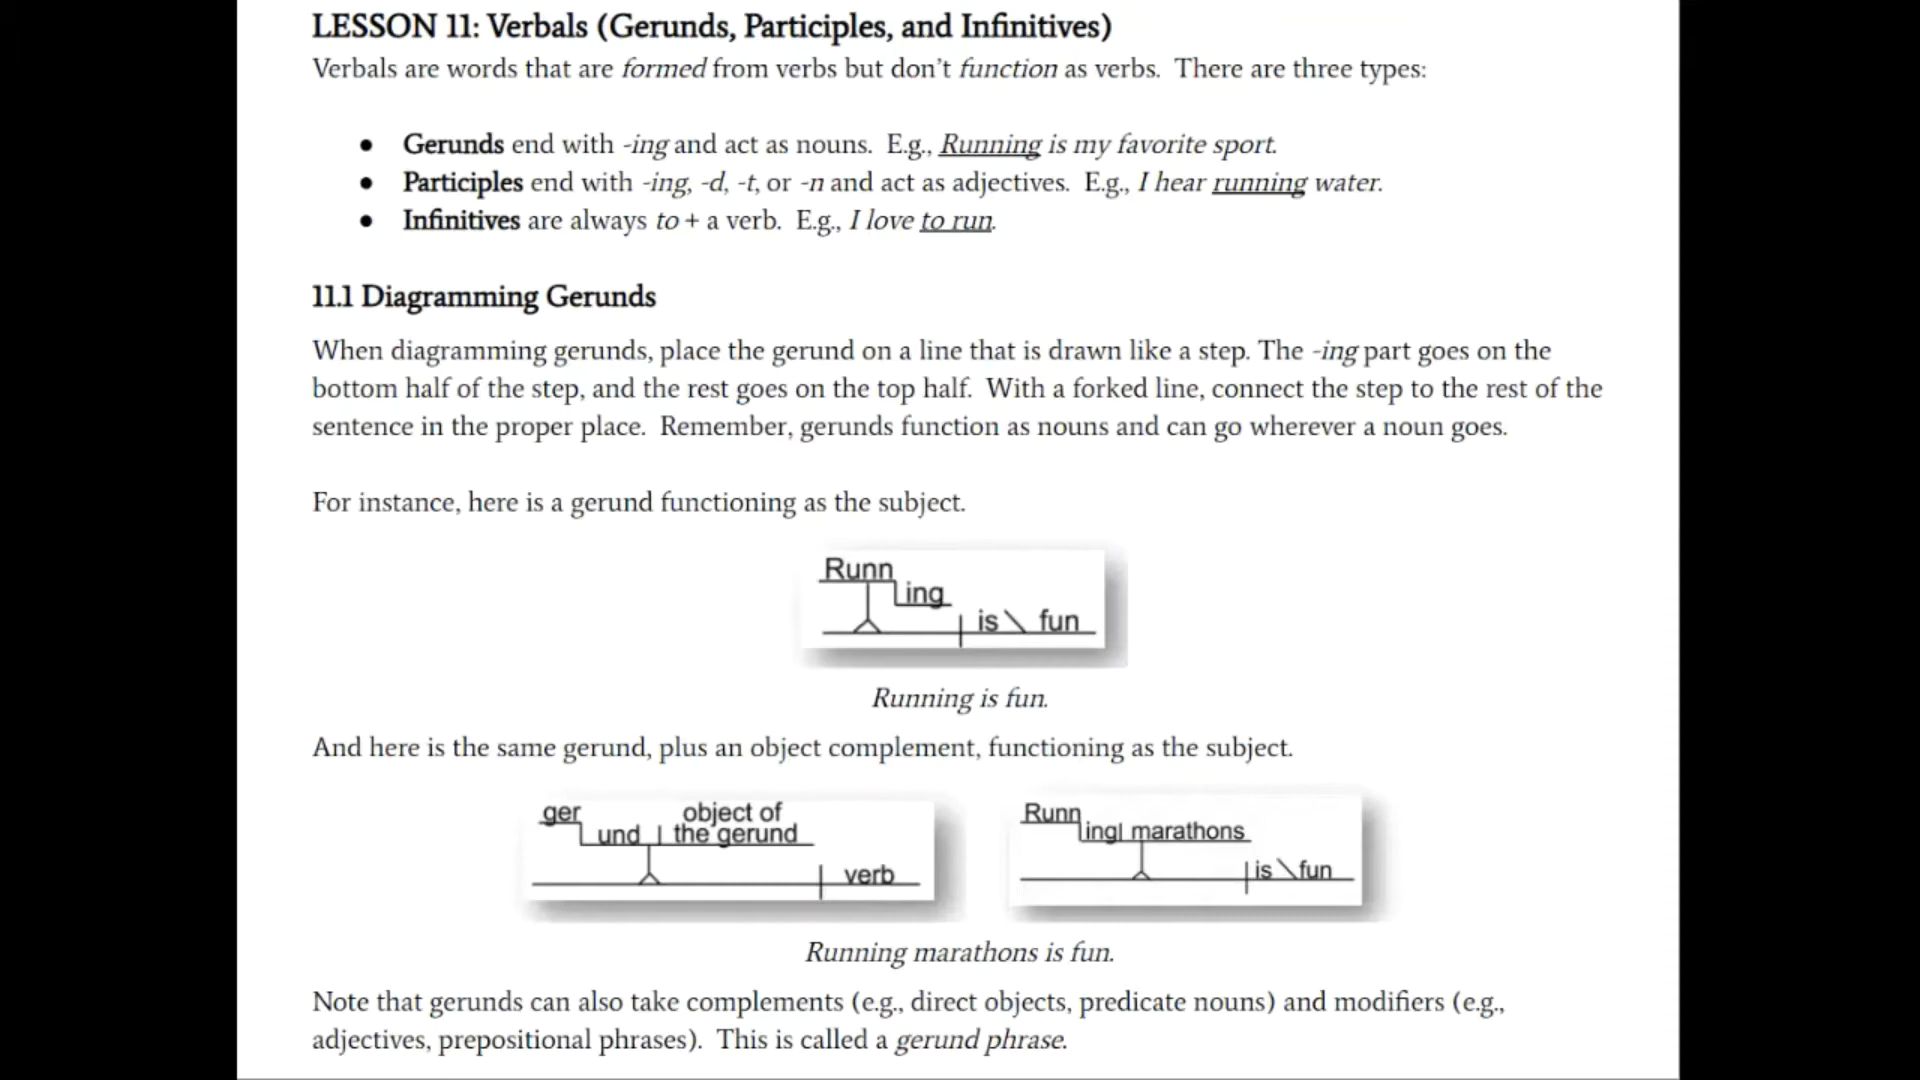 LESSON 11: Verbals (Gerunds, Participles, and Infinitives)
Verbals are words that are formed from verbs but don't function as verbs.  There are three types:
● Gerunds end with -ing and act as nouns.  E.g., Running is my favorite sport.
● Participles end with -ing, -d, -t, or -n and act as adjectives.  E.g., I hear running water.
● Infinitives are always to + a verb.  E.g., I love to run.
11.1 Diagramming Gerunds
When diagramming gerunds, place the gerund on a line that is drawn like a step. The -ing part goes on the
bottom half of the step, and the rest goes on the top half.  With a forked line, connect the step to the rest of the
sentence in the proper place.  Remember, gerunds function as nouns and can go wherever a noun goes.
For instance, here is a gerund functioning as the subject.
Runn
ing
is fun
Running is fun.
And here is the same gerund, plus an object complement, functioning as the subject.
ger
und
object of
the gerund
verb
Runn
ing marathons
is fun
Running marathons is fun.
Note that gerunds can also take complements (e.g., direct objects, predicate nouns) and modifiers (e.g.,
adjectives, prepositional phrases).  This is called a gerund phrase.